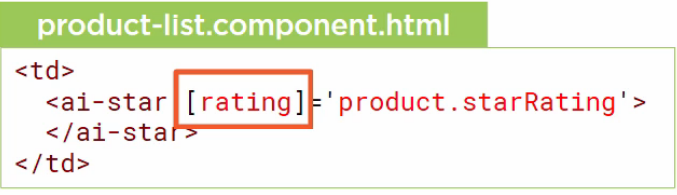 product-list.component.html
<td>
<ai-star [rating]='product.starRating'>
</ai-star>
</td>